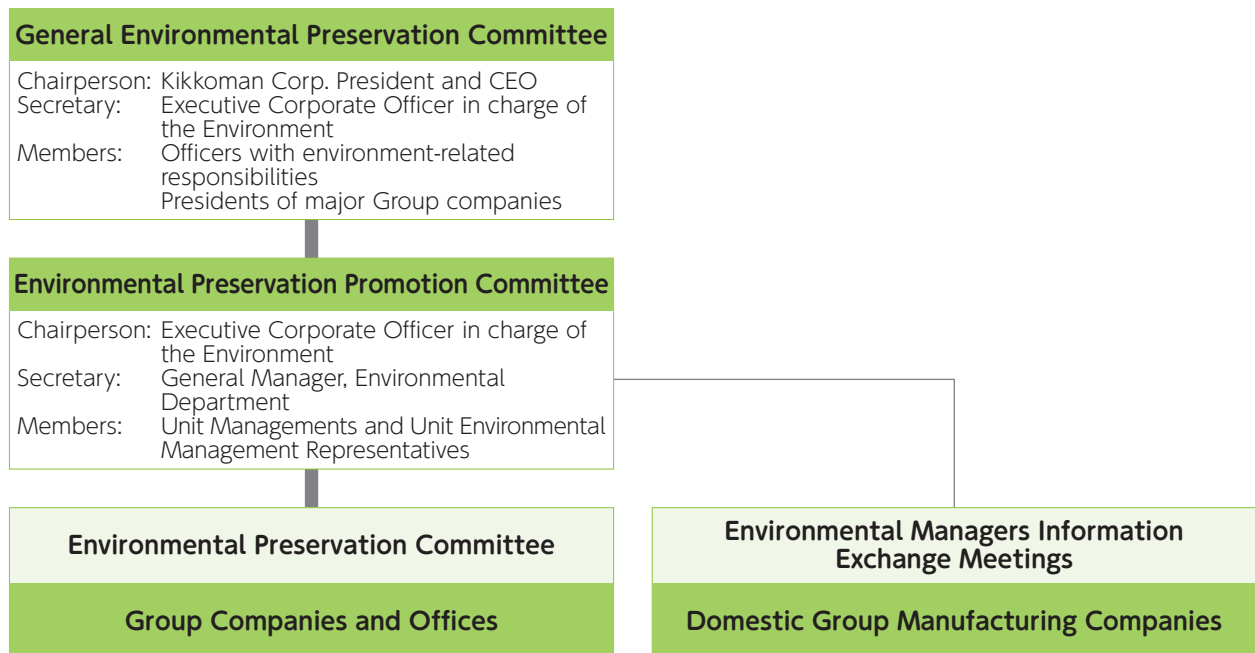 General Environmental Preservation Committee
Chairperson: Kikkoman Corp. President and CEO
Secretary: Executive Corporate Officer in charge of
the Environment
Members: Officers with environment-related
responsibilities
Presidents of major Group companies
Environmental Preservation Promotion Committee
Chairperson: Executive Corporate Officer in charge of
the Environment
Secretary: General Manager, Environmental
Department
Members: Unit Managements and Unit Environmental
Management Representatives
Environmental Preservation Committee
Group Companies and Offices
Environmental Managers Information
Exchange Meetings
Domestic Group Manufacturing Companies